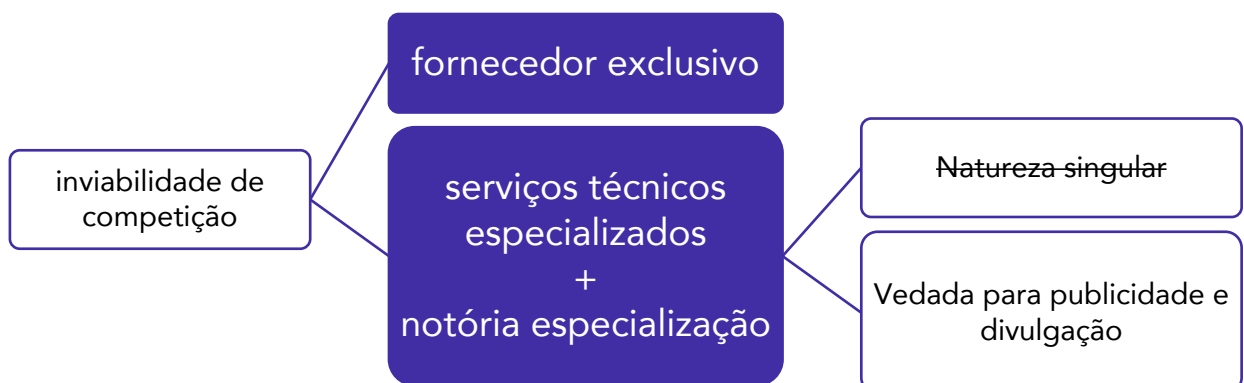 inviabilidade de
competição
fornecedor exclusivo
serviços técnicos
especializados
+
notória especialização
Natureza singular
Vedada para publicidade e
divulgação